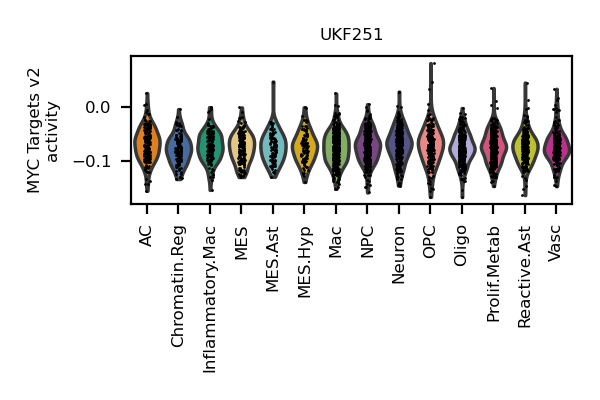 UKF251
MYC Targets v2
activity
0.0
−0.1
AC
Chromatin.Reg
Inflammatory.Mac
MES
MES.Ast
MES.Hyp
Mac
NPC
Neuron
OPC
Oligo
Prolif.Metab
Reactive.Ast
Vasc